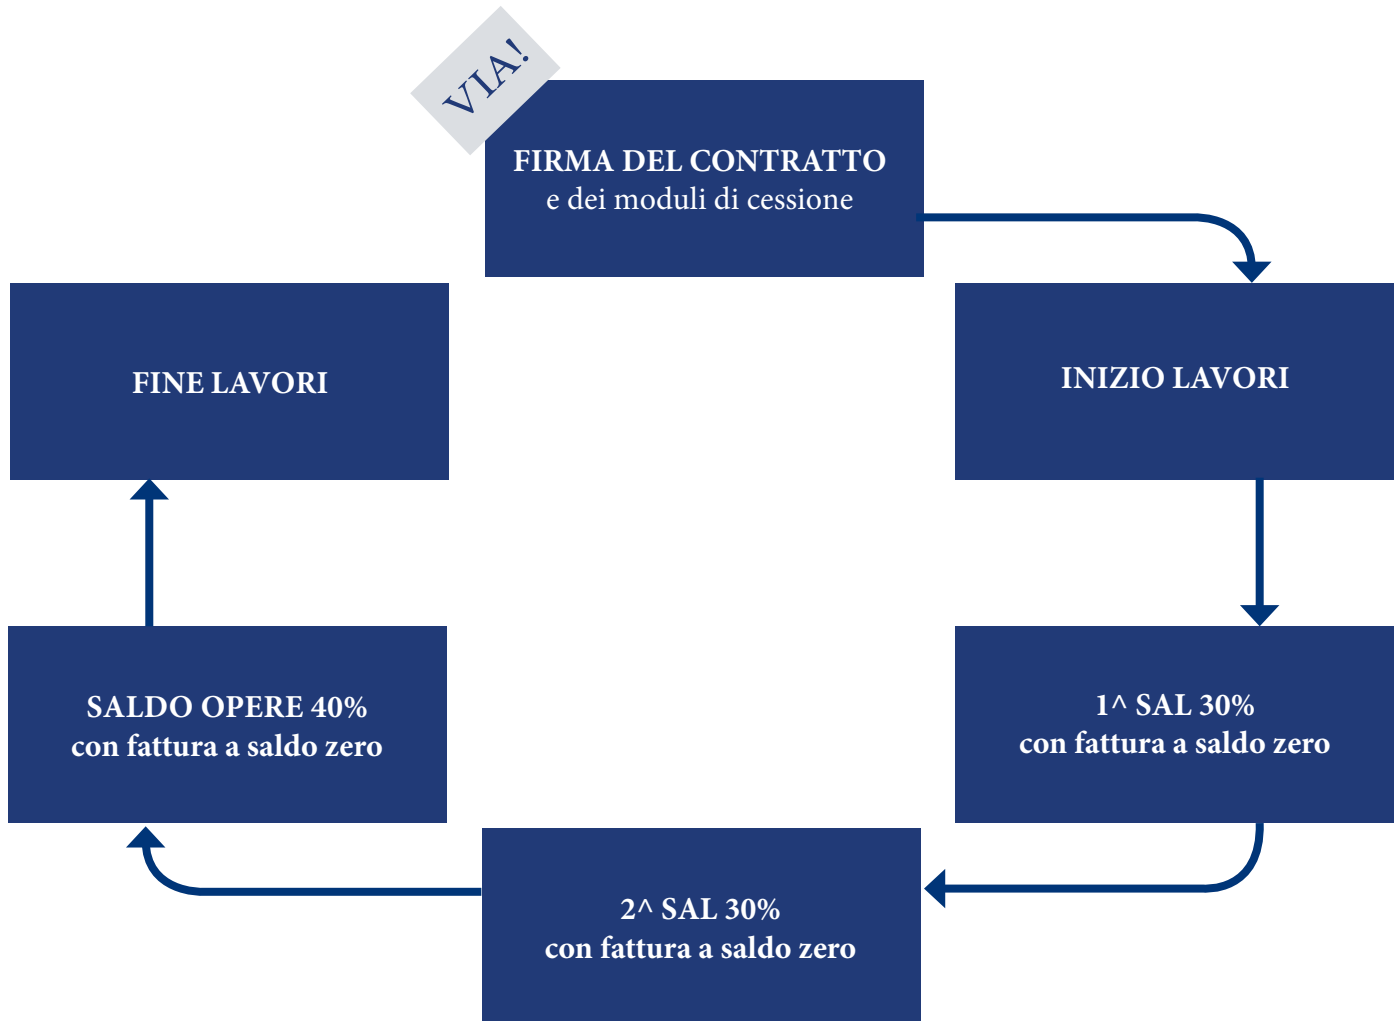 VIA!
FIRMA DEL CONTRATTO
e dei moduli di cessione
INIZIO LAVORI
1^ SAL 30%
con fattura a saldo zero
2^ SAL 30%
con fattura a saldo zero
SALDO OPERE 40%
con fattura a saldo zero
FINE LAVORI